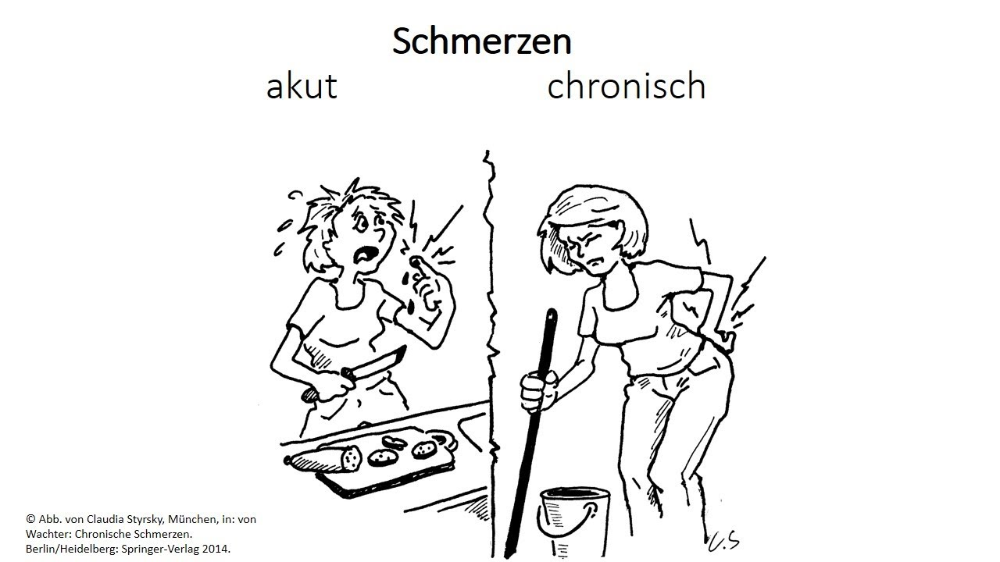 Schmerzen
akut chronisch
© Abb. von Claudia Styrsky, München, in: von
Wachter: Chronische Schmerzen.
Berlin/Heidelberg: Springer-Verlag 2014.
C.S